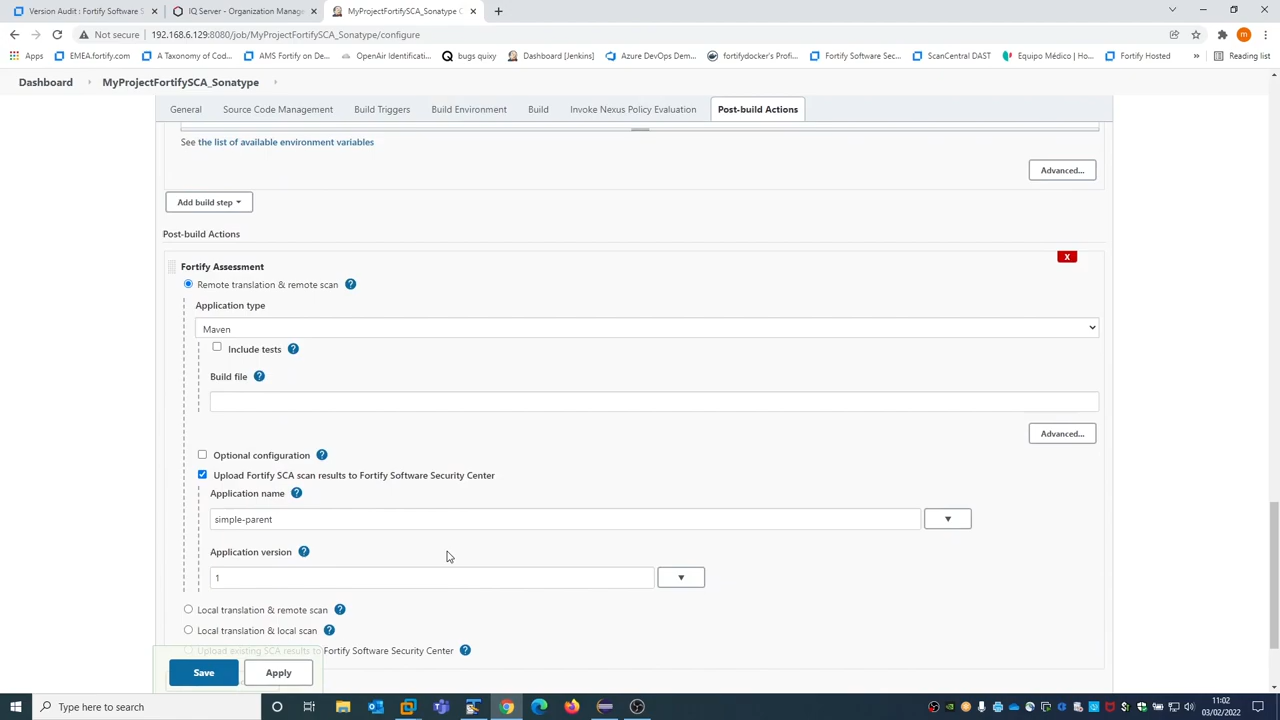 Version Audit : Fortify Software S
IQ Server - Organization Manage
MyProjectFortifySCA_Sonatype C
Not secure
192.168.6.129:8080/job/MyProjectFortifySCA_Sonatype/configure
Apps
EMEA.fortify.com
A Taxonomy of Cod...
AMS Fortify on De...
OpenAir Identificati...
bugs quixy
Dashboard [Jenkins]
Azure DevOps Dem...
fortifydocker's Profi...
Fortify Software Sec...
ScanCentral DAST
Equipo Médico | Ho...
Fortify Hosted
Reading list
Dashboard
MyProjectFortifySCA_Sonatype
General
Source Code Management
Build Triggers
Build Environment
Build
Invoke Nexus Policy Evaluation
Post-build Actions
See the list of available environment variables
Advanced...
Add build step
Post-build Actions
X
Fortify Assessment
Remote translation & remote scan
Application type
Maven
Include tests
Build file
Advanced...
Optional configuration
Upload Fortify SCA scan results to Fortify Software Security Center
Application name
simple-parent
Application version
1
Local translation & remote scan
Local translation & local scan
Upload existing SCA results to Fortify Software Security Center
Save
Apply
Type here to search
11:02
03/02/2022